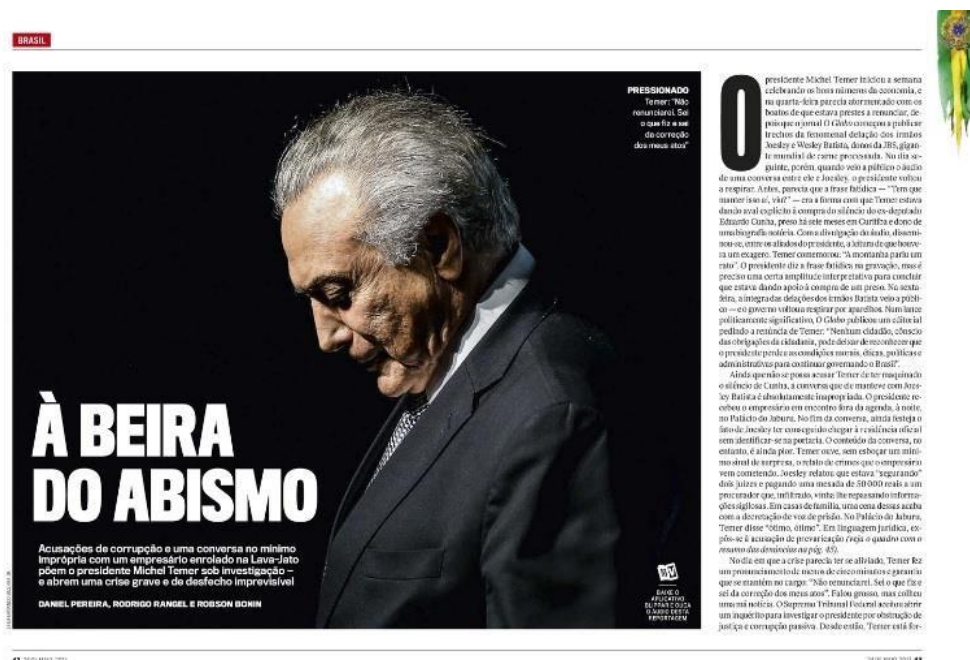 BRASIL
PRESSIONADO
Temer: "Não
renunciarei. Sei
o que fiz e sei
da correção
dos meus atos"
À BEIRA
DO ABISMO
Acusações de corrupção e uma conversa no mínimo
imprópria com um empresário enrolado na Lava-Jato
põem o presidente Michel Temer sob investigação —
e abrem uma crise grave e de desfecho imprevisível
DANIEL PEREIRA, RODRIGO RANGEL E ROBSON BONIN
BAIXE O
APLICATIVO
BLIPPAR E OUÇA
O ÁUDIO DESTA
REPORTAGEM
O presidente Michel Temer iniciou a semana
celebrando os bons números da economia, e
na quarta-feira parecia atormentado com os
boatos de que estava prestes a renunciar, de-
pois que o jornal O Globo começou a publicar
trechos da fenomenal delação dos irmãos
Joesley e Wesley Batista, donos da JBS, gigan-
te mundial de carne processada. No dia se-
guinte, porém, quando veio a público o áudio
de uma conversa entre ele e Joesley, o presidente voltou
a respirar. Antes, parecia que a frase fatídica — "Tem que
manter isso aí, viu?" — era a forma com que Temer estava
dando aval explícito à compra do silêncio do ex-deputado
Eduardo Cunha, preso há sete meses em Curitiba e dono de
uma biografia notória. Com a divulgação do áudio, dissemi-
nou-se, entre os aliados do presidente, a leitura de que houve-
ra um exagero. Temer comemorou: "A montanha pariu um
rato". O presidente diz a frase fatídica na gravação, mas é
preciso uma certa amplitude interpretativa para concluir
que estava dando apoio à compra de um preso. Na sexta-
feira, a íntegra das delações dos irmãos Batista veio a públi-
co — e o governo voltou a respirar por aparelhos. Num lance
politicamente significativo, O Globo publicou um editorial
pedindo a renúncia de Temer: "Nenhum cidadão, cônscio
das obrigações da cidadania, pode deixar de reconhecer que
o presidente perdeu as condições morais, éticas, políticas e
administrativas para continuar governando o Brasil".
Ainda que não se possa acusar Temer de ter maquinado
o silêncio de Cunha, a conversa que ele manteve com Joes-
ley Batista é absolutamente inapropriada. O presidente re-
cebeu o empresário em encontro fora da agenda, à noite,
no Palácio do Jaburu. No fim da conversa, ainda festeja o
fato de Joesley ter conseguido chegar à residência oficial
sem identificar-se na portaria. O conteúdo da conversa, no
entanto, é ainda pior. Temer ouve, sem esboçar um míni-
mo sinal de surpresa, o relato de crimes que o empresário
vem cometendo. Joesley relatou que estava "segurando"
dois juízes e pagando uma mesada de 50 000 reais a um
procurador que, infiltrado, vinha lhe repassando informa-
ções sigilosas. Em casas de família, uma cena dessas acaba
com a decretação de voz de prisão. No Palácio do Jaburu,
Temer disse "ótimo, ótimo". Em linguagem jurídica, ex-
pôs-se à acusação de prevaricação (veja o quadro com o
resumo das denúncias na pág. 45).
No dia em que a crise parecia ter se aliviado, Temer fez
um pronunciamento de menos de cinco minutos e garantiu
que se mantém no cargo: "Não renunciarei. Sei o que fiz e
sei da correção dos meus atos". Falou grosso, mas colheu
uma má notícia. O Supremo Tribunal Federal aceitou abrir
um inquérito para investigar o presidente por obstrução de
justiça e corrupção passiva. Desde então, Temer está for-